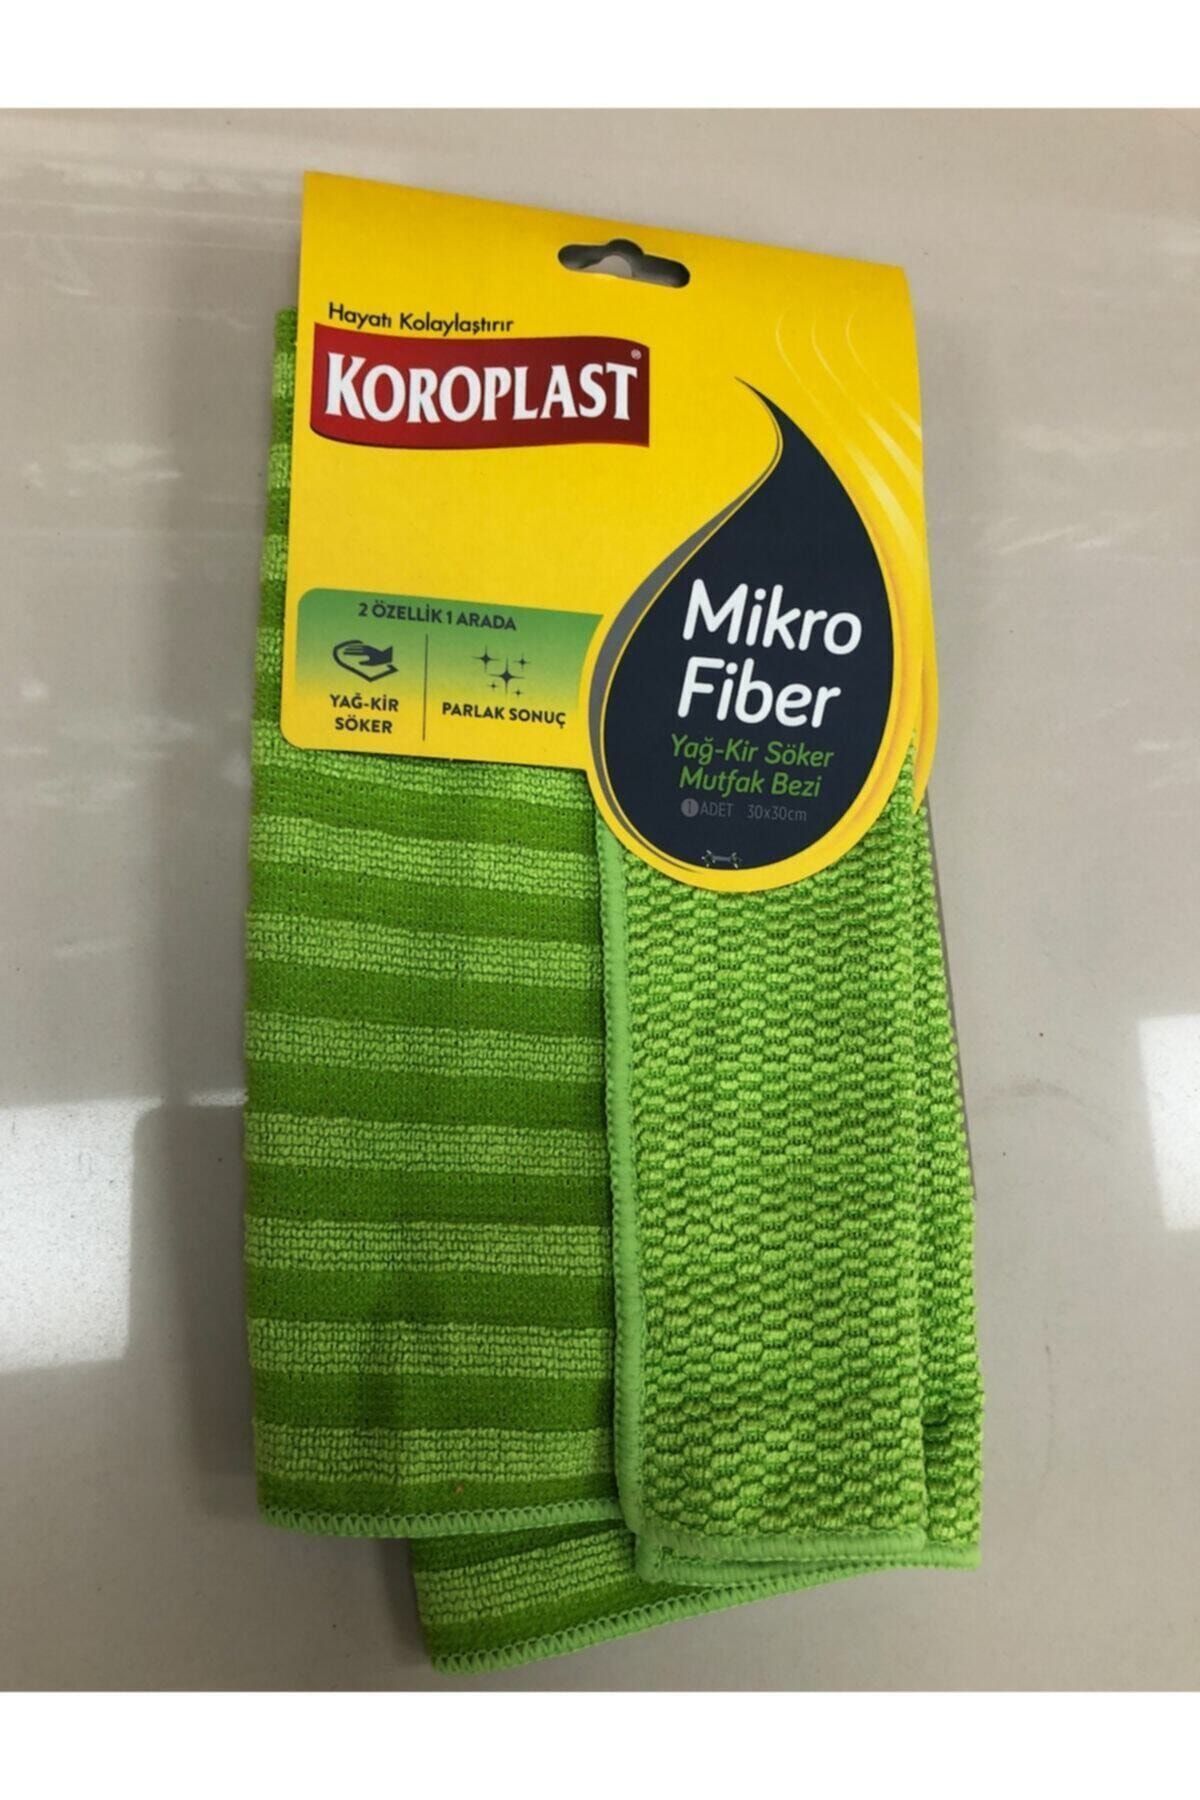 Hayatı Kolaylaştırır
KOROPLAST®
2 ÖZELLİK 1 ARADA
YAĞ-KİR
SÖKER
PARLAK SONUÇ
Mikro
Fiber
Yağ-Kir Söker
Mutfak Bezi
1 ADET 30x30cm